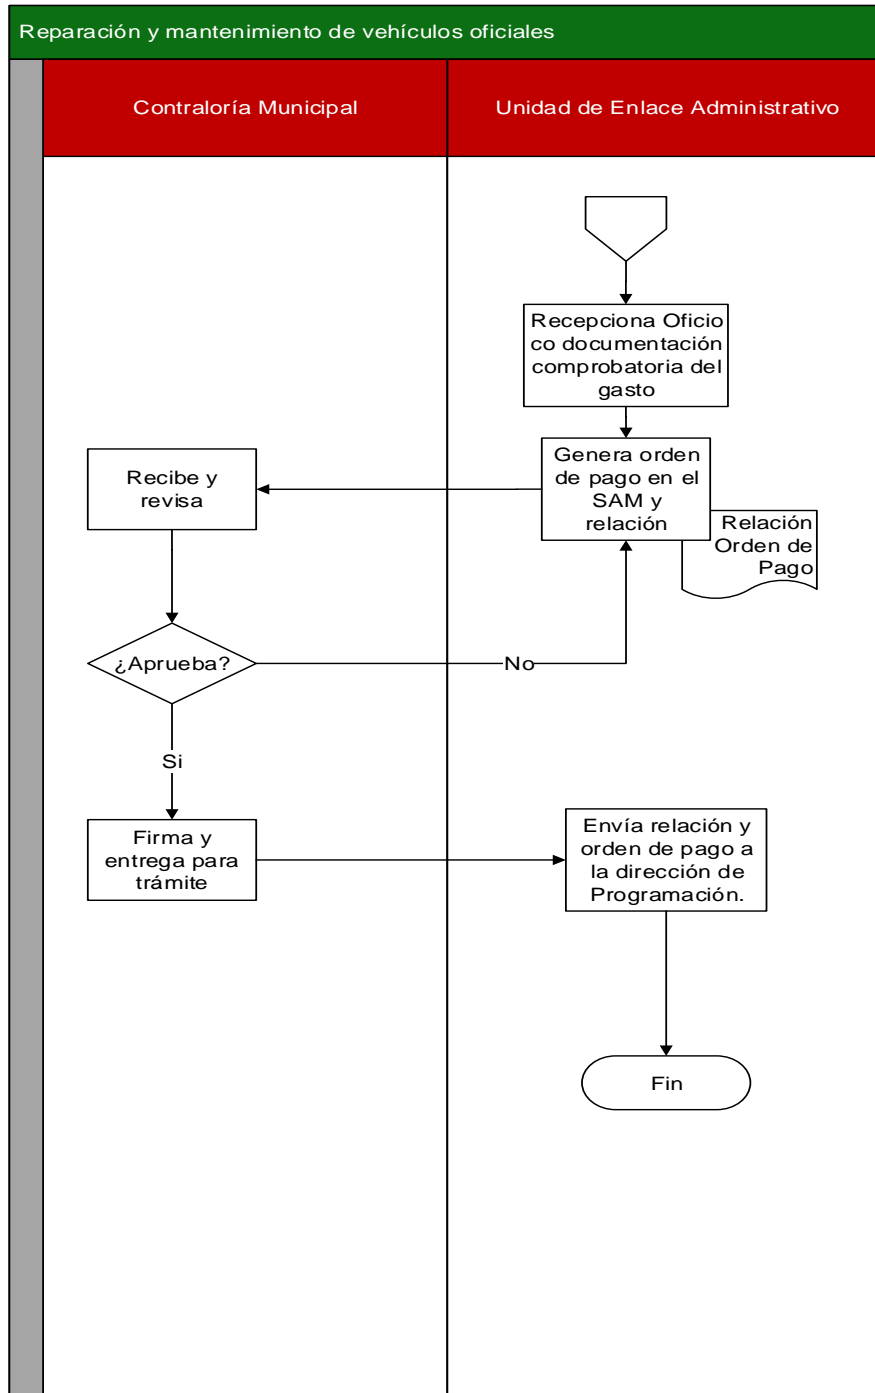 Reparación y mantenimiento de vehículos oficiales
Contraloría Municipal
Unidad de Enlace Administrativo
Recepciona Oficio
co documentación
comprobatoria del
gasto
Genera orden
de pago en el
SAM y
relación
Relación
Orden de
Pago
Recibe y
revisa
¿Aprueba?
No
Si
Firma y
entrega para
trámite
Envía relación y
orden de pago a
la dirección de
Programación.
Fin